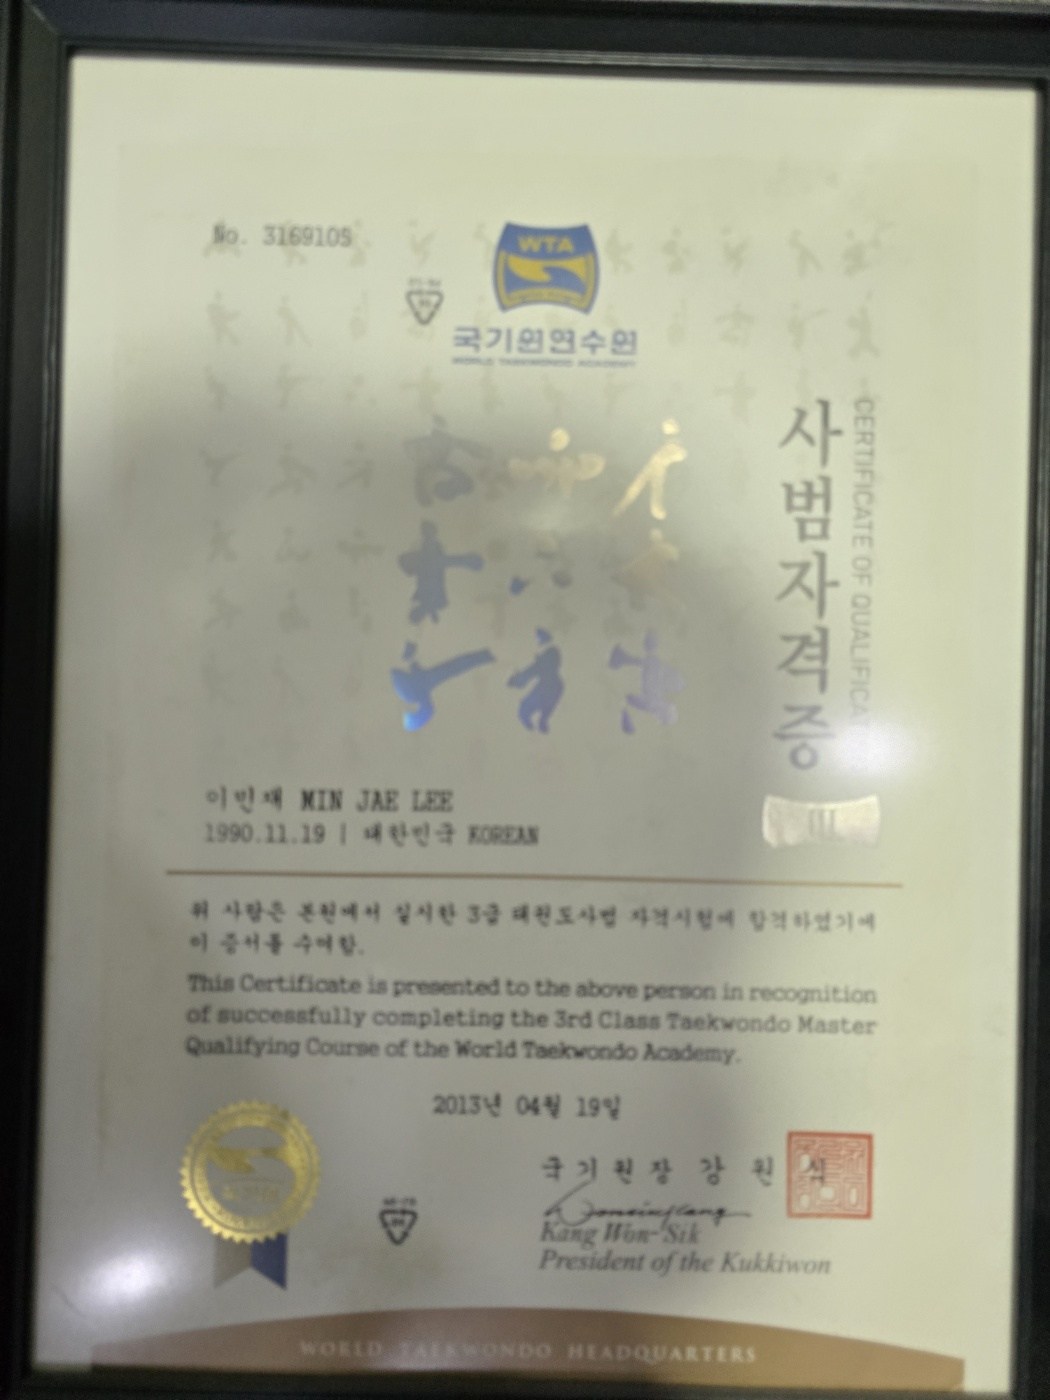 No. 3169105
WTA
국기원연수원
WORLD TAEKWONDO ACADEMY
사범자격증
CERTIFICATE OF QUALIFICAT
III
이민재 MIN JAE LEE
1990.11.19 | 대한민국 KOREAN
위 사람은 본원에서 실시한 3급 태권도사범 자격시험에 합격하였기에
이 증서를 수여함.
This Certificate is presented to the above person in recognition
of successfully completing the 3rd Class Taekwondo Master
Qualifying Course of the World Taekwondo Academy.
2013년 04월 19일
국기원장 강 원 식
Kang Won-Sik
President of the Kukkiwon
WORLD TAEKWONDO HEADQUARTERS